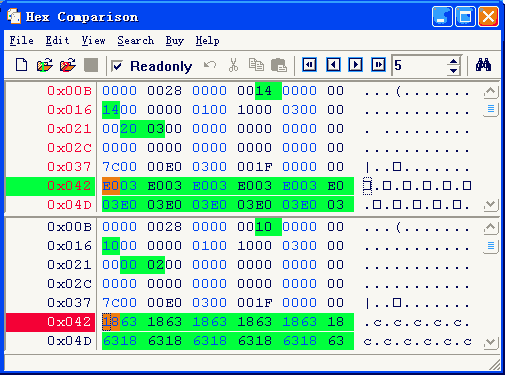 Hex Comparison
File Edit View Search Buy Help
Readonly 5
0x00B 0000 0028 0000 0014 0000 00 ...(.......
0x016 1400 0000 0100 1000 0300 00 ...........
0x021 0020 0300 0000 0000 0000 00 ...........
0x02C 0000 0000 0000 0000 0000 00 ...........
0x037 7C00 00E0 0300 001F 0000 00 |..□.......
0x042 E003 E003 E003 E003 E003 E0 □.□.□.□.□.□
0x04D 03E0 03E0 03E0 03E0 03E0 03 .□.□.□.□.□.
0x00B 0000 0028 0000 0010 0000 00 ...(.......
0x016 1000 0000 0100 1000 0300 00 ...........
0x021 0000 0200 0000 0000 0000 00 ...........
0x02C 0000 0000 0000 0000 0000 00 ...........
0x037 7C00 00E0 0300 001F 0000 00 |..□.......
0x042 1863 1863 1863 1863 1863 18 .c.c.c.c.c.
0x04D 6318 6318 6318 6318 6318 63 c.c.c.c.c.c